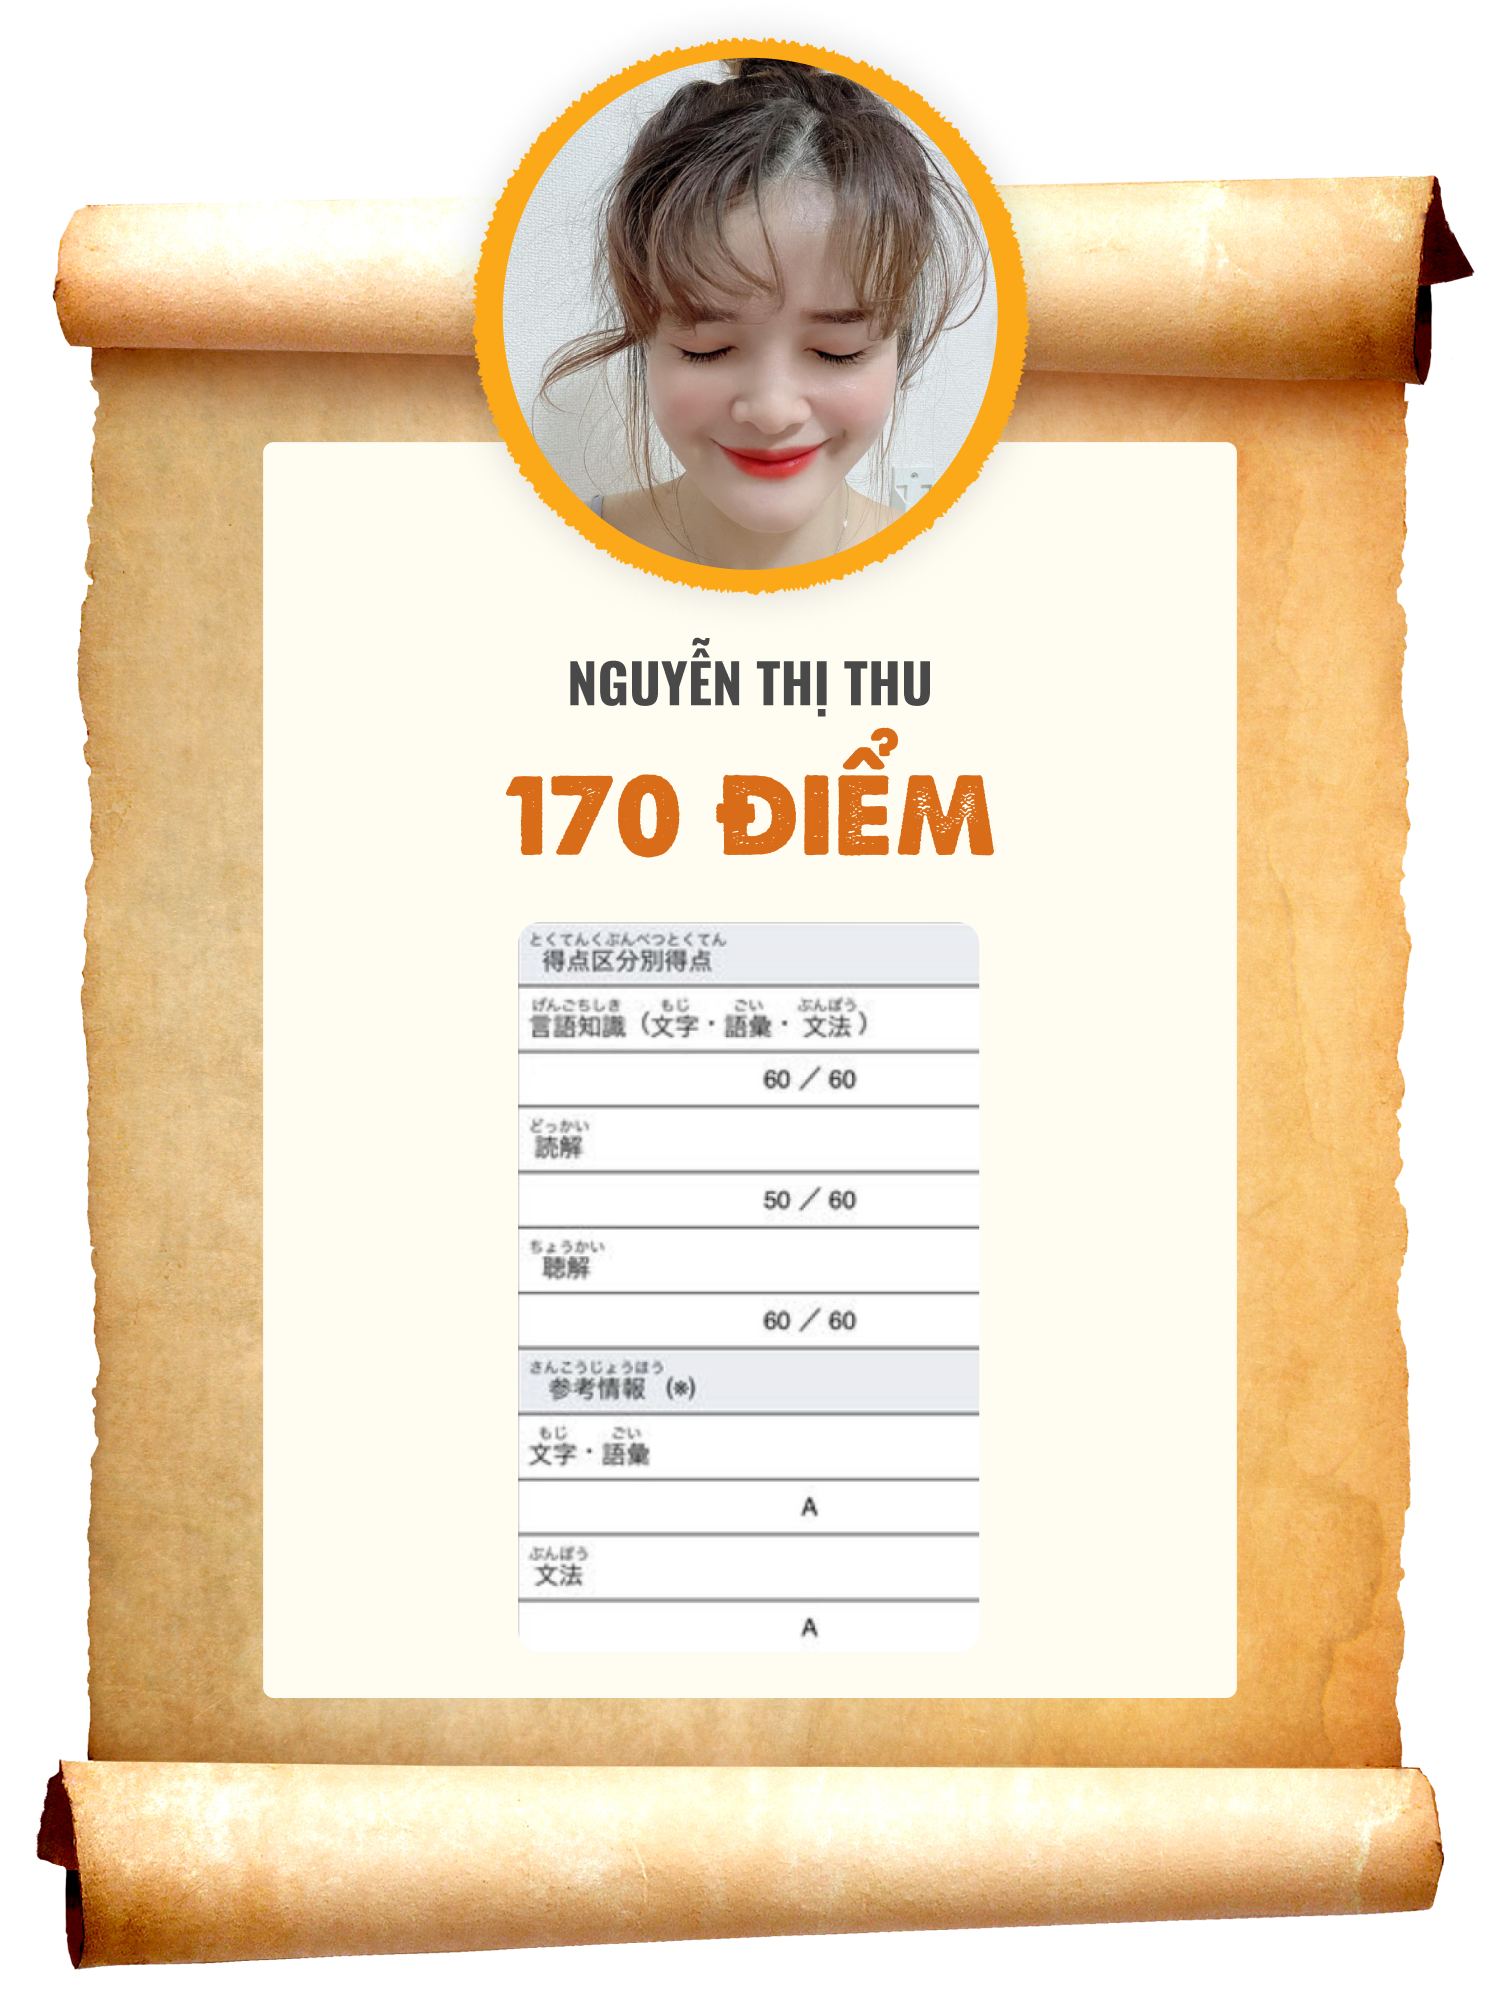 NGUYỄN THỊ THU
170 ĐIỂM
とくてんくぶんべつとくてん
得点区分別得点
げんごちしき もじ ごい ぶんぽう
言語知識（文字・語彙・文法）
60 ／ 60
どっかい
読解
50 ／ 60
ちょうかい
聴解
60 ／ 60
さんこうじょうほう
参考情報 (※)
もじ ごい
文字・語彙
A
ぶんぽう
文法
A